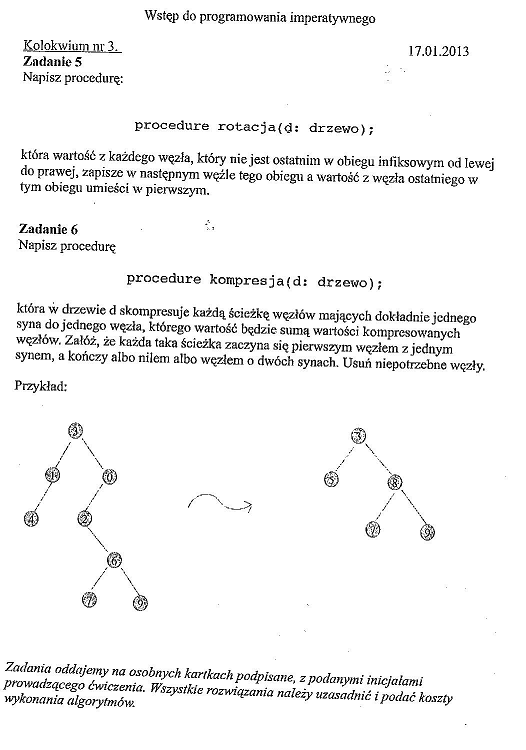 Wstęp do programowania imperatywnego
Kolokwium nr 3.
17.01.2013
Zadanie 5
Napisz procedurę:
procedure rotacja(d: drzewo);
która wartość z każdego węzła, który nie jest ostatnim w obiegu infiksowym od lewej
do prawej, zapisze w następnym węźle tego obiegu a wartość z węzła ostatniego w
tym obiegu umieści w pierwszym.
Zadanie 6
Napisz procedurę
procedure kompresja(d: drzewo);
która w drzewie d skompresuje każdą ścieżkę węzłów mających dokładnie jednego
syna do jednego węzła, którego wartość będzie sumą wartości kompresowanych
węzłów. Załóż, że każda taka ścieżka zaczyna się pierwszym węzłem z jednym
synem, a kończy albo nilem albo węzłem o dwóch synach. Usuń niepotrzebne węzły.
Przykład:
3 3
1 0 5 8
4 2 7 9
6
7 9
Zadania oddajemy na osobnych kartkach podpisane, z podanymi inicjałami
prowadzącego ćwiczenia. Wszystkie rozwiązania należy uzasadnić i podać koszty
wykonania algorytmów.